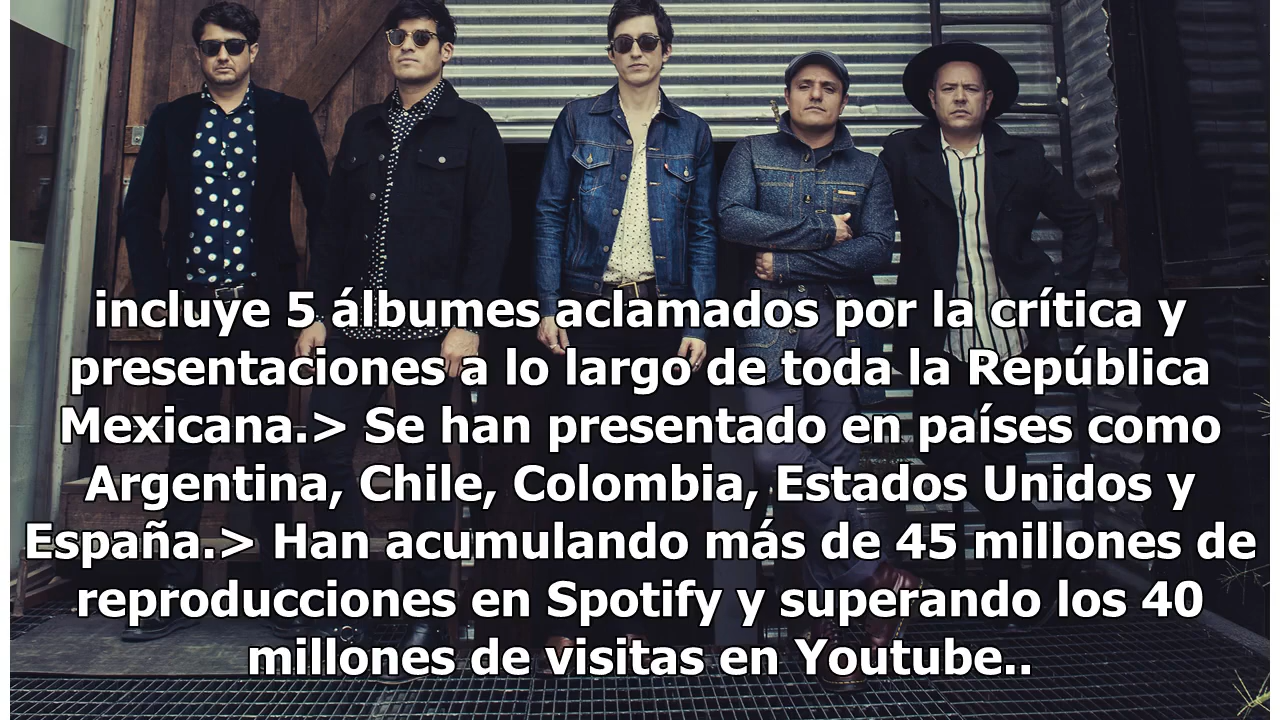 incluye 5 álbumes aclamados por la crítica y
presentaciones a lo largo de toda la República
Mexicana.> Se han presentado en países como
Argentina, Chile, Colombia, Estados Unidos y
España.> Han acumulando más de 45 millones de
reproducciones en Spotify y superando los 40
millones de visitas en Youtube..